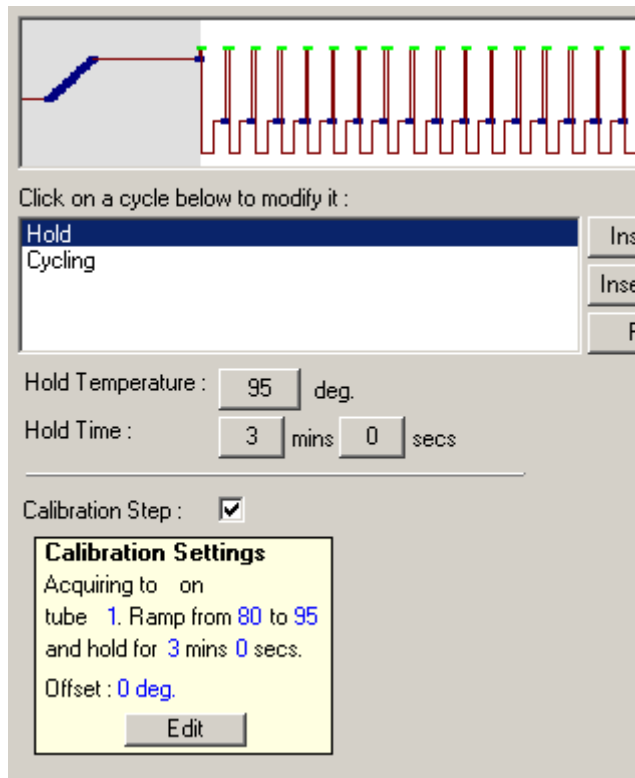 Click on a cycle below to modify it :
Hold
Cycling
Ins
Inse
Hold Temperature : 95 deg.
Hold Time : 3 mins 0 secs
Calibration Step :
Calibration Settings
Acquiring to on
tube 1. Ramp from 80 to 95
and hold for 3 mins 0 secs.
Offset : 0 deg.
Edit